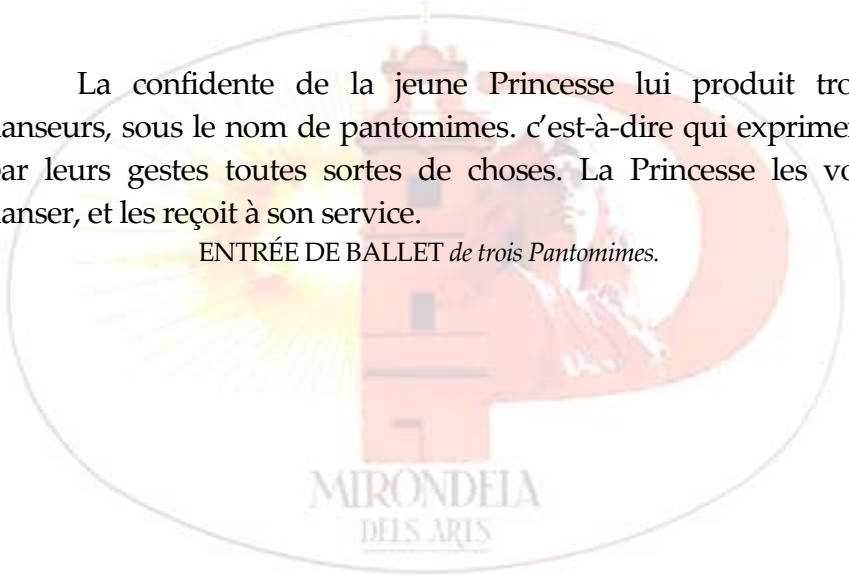 La confidente de la jeune Princesse lui produit tro
anseurs, sous le nom de pantomimes. c’est-à-dire qui exprime
ar leurs gestes toutes sortes de choses. La Princesse les vo
anser, et les reçoit à son service.
ENTRÉE DE BALLET de trois Pantomimes.
MIRONDELA
DELS ARTS